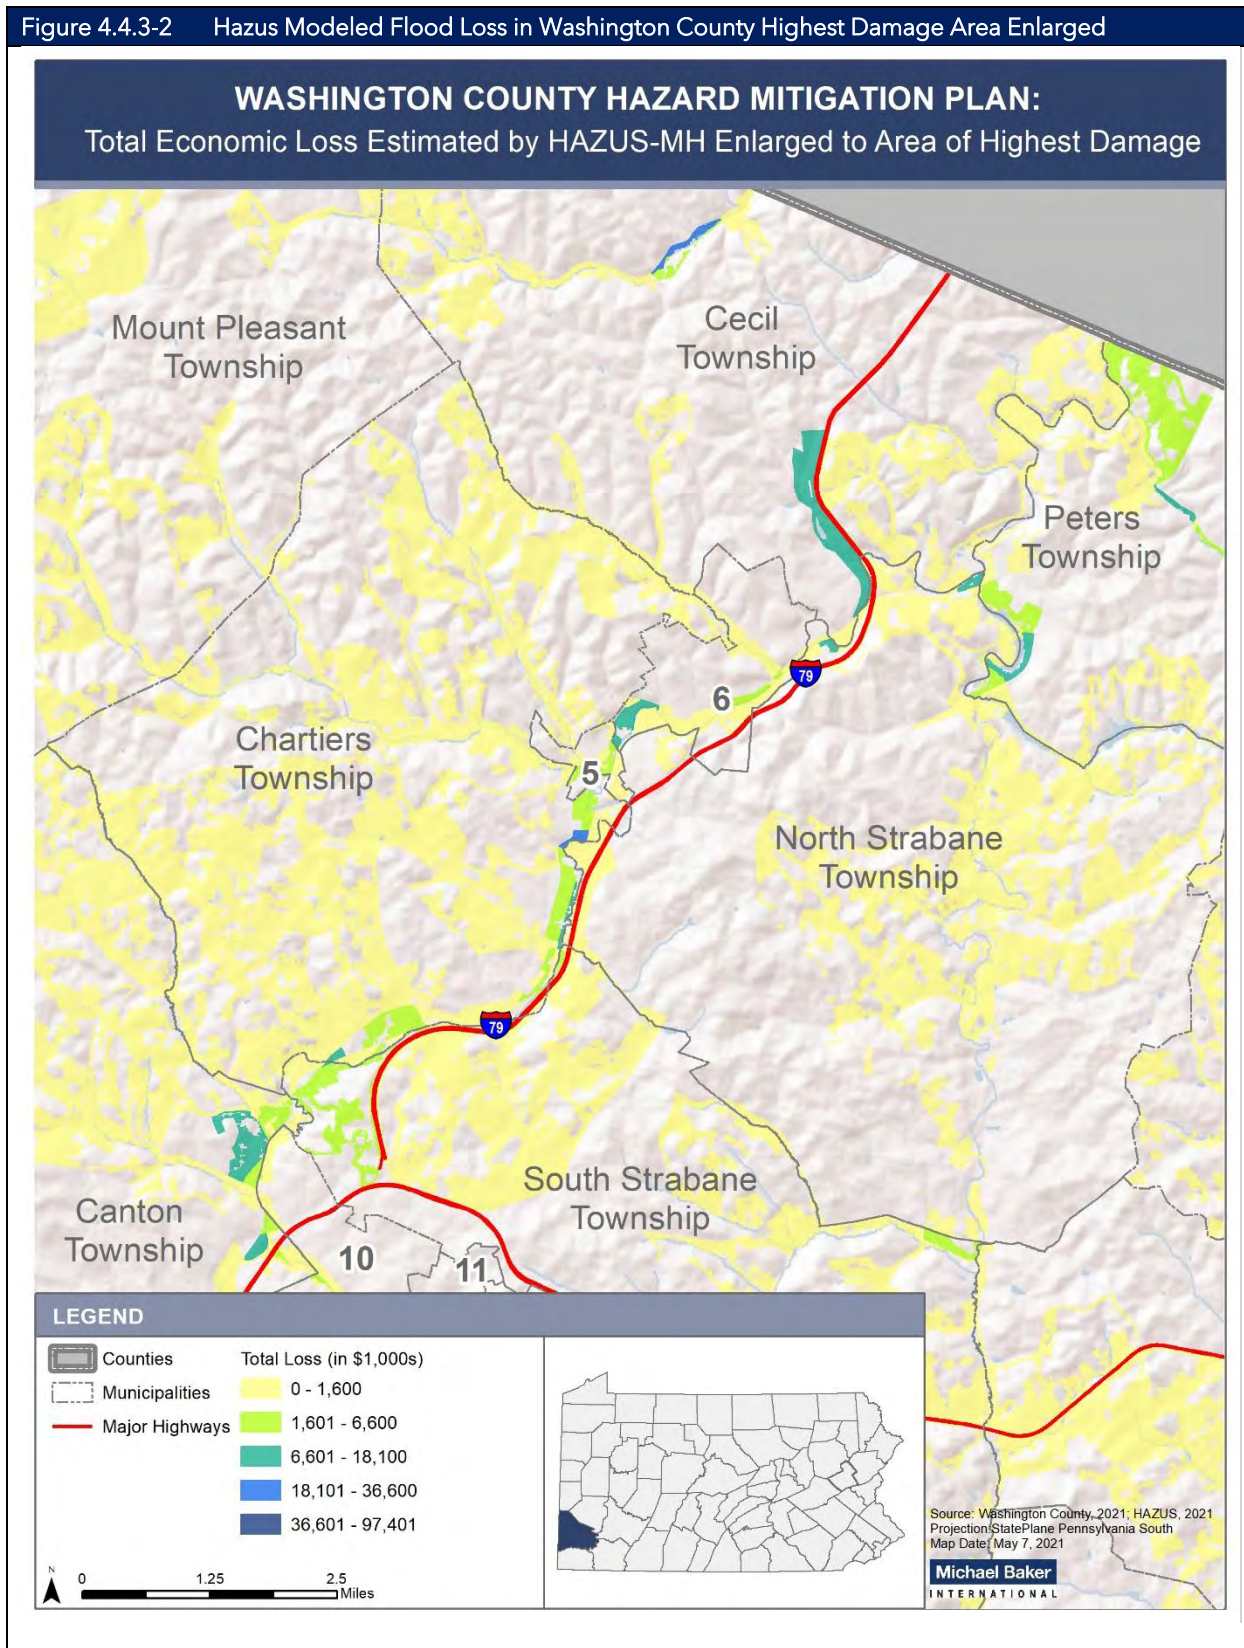 Figure 4.4.3-2 Hazus Modeled Flood Loss in Washington County Highest Damage Area Enlarged
WASHINGTON COUNTY HAZARD MITIGATION PLAN:
Total Economic Loss Estimated by HAZUS-MH Enlarged to Area of Highest Damage
Mount Pleasant
Township
Cecil
Township
Peters
Township
79
6
Chartiers
Township
5
North Strabane
Township
79
South Strabane
Township
Canton
Township
10
11
LEGEND
Counties
Municipalities
Major Highways
Total Loss (in $1,000s)
0 - 1,600
1,601 - 6,600
6,601 - 18,100
18,101 - 36,600
36,601 - 97,401
N
0 1.25 2.5
Miles
Source: Washington County, 2021; HAZUS, 2021
Projection:StatePlane Pennsylvania South
Map Date: May 7, 2021
Michael Baker
INTERNATIONAL